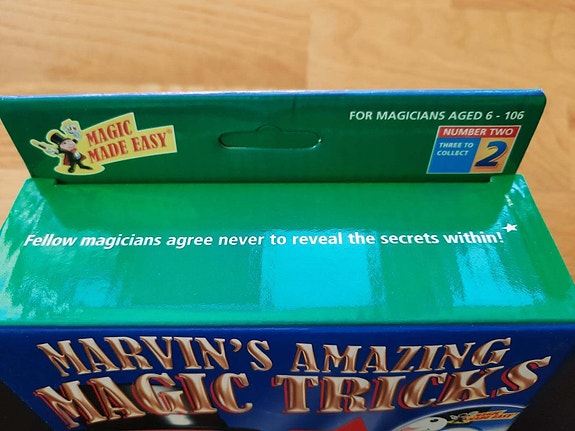 MAGIC
MADE EASY
FOR MAGICIANS AGED 6 - 106
NUMBER TWO
THREE TO
COLLECT
2
Fellow magicians agree never to reveal the secrets within!
MARVIN'S AMAZING
MAGIC TRICKS